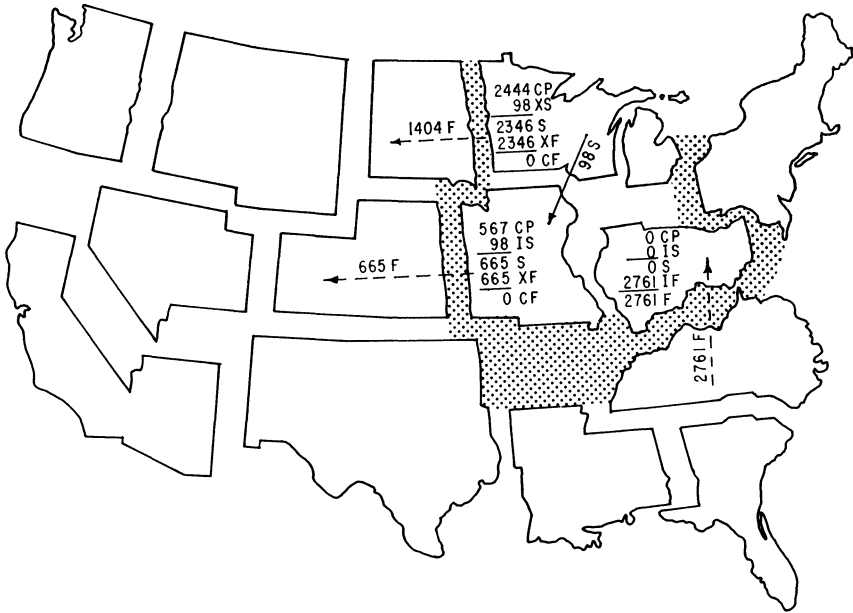 2444 CP
98 XS
2346 S
2346 XF
0 CF
1404 F
98 S
567 CP
98 IS
665 S
665 XF
0 CF
665 F
0 CP
0 IS
0 S
2761 IF
2761 F
2761 F